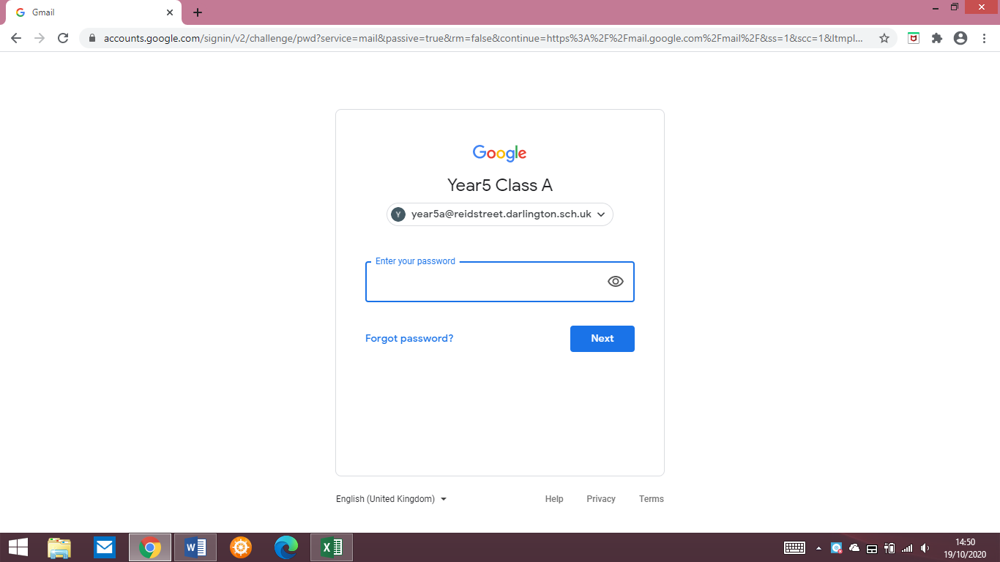 Gmail
accounts.google.com/signin/v2/challenge/pwd?service=mail&passive=true&rm=false&continue=https%3A%2F%2Fmail.google.com%2Fmail%2F&ss=1&scc=1&ltmpl...
Google
Year5 Class A
Y year5a@reidstreet.darlington.sch.uk
Enter your password
Forgot password? Next
English (United Kingdom) Help Privacy Terms
14:50
19/10/2020